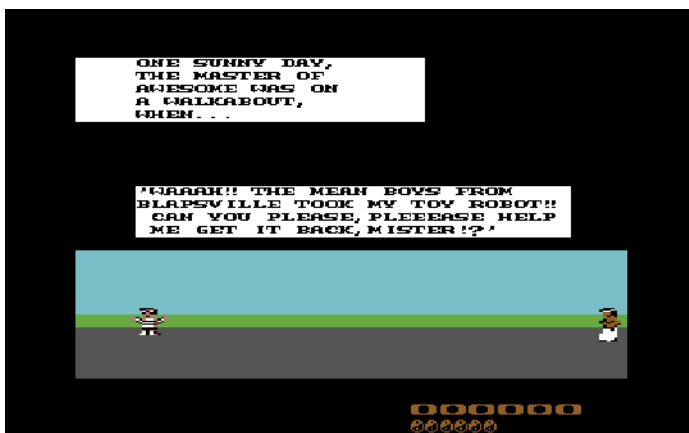 ONE SUNNY DAY,
THE MASTER OF
AWESOME WAS ON
A WALKABOUT,
WHEN...
'WAAAH!! THE MEAN BOYS FROM
BLAPSVILLE TOOK MY TOY ROBOT!!
CAN YOU PLEASE, PLEEEASE HELP
ME GET IT BACK, MISTER!?'
000000